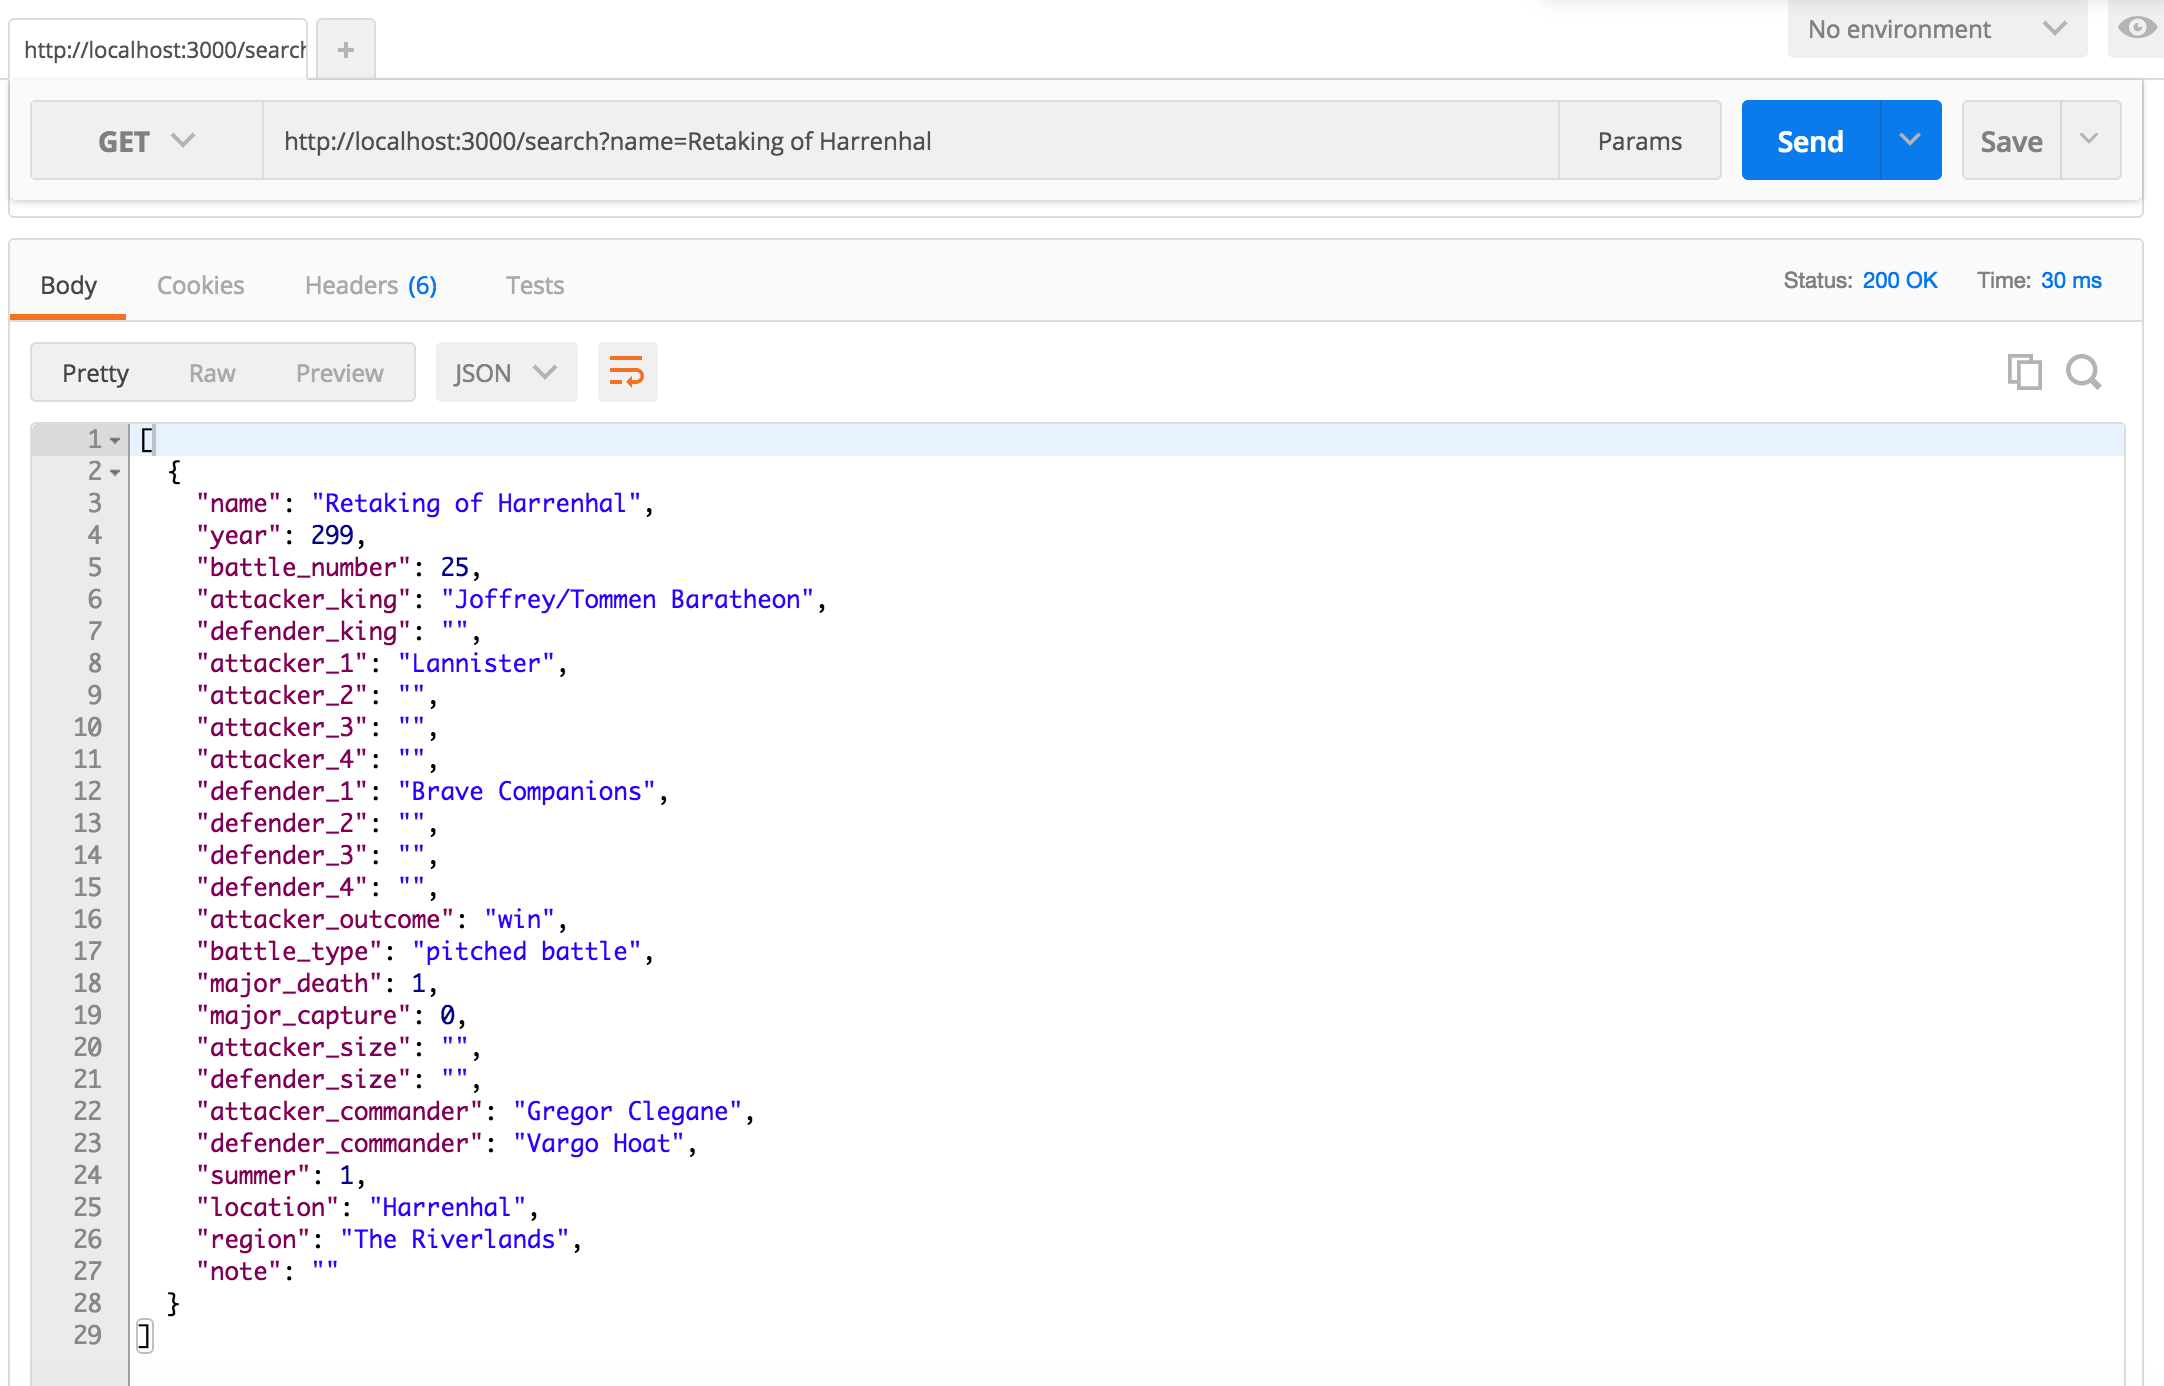 http://localhost:3000/search
+
No environment
GET http://localhost:3000/search?name=Retaking of Harrenhal Params Send Save
Body Cookies Headers (6) Tests Status: 200 OK Time: 30 ms
Pretty Raw Preview JSON
1 [
2 {
3 "name": "Retaking of Harrenhal",
4 "year": 299,
5 "battle_number": 25,
6 "attacker_king": "Joffrey/Tommen Baratheon",
7 "defender_king": "",
8 "attacker_1": "Lannister",
9 "attacker_2": "",
10 "attacker_3": "",
11 "attacker_4": "",
12 "defender_1": "Brave Companions",
13 "defender_2": "",
14 "defender_3": "",
15 "defender_4": "",
16 "attacker_outcome": "win",
17 "battle_type": "pitched battle",
18 "major_death": 1,
19 "major_capture": 0,
20 "attacker_size": "",
21 "defender_size": "",
22 "attacker_commander": "Gregor Clegane",
23 "defender_commander": "Vargo Hoat",
24 "summer": 1,
25 "location": "Harrenhal",
26 "region": "The Riverlands",
27 "note": ""
28 }
29 ]